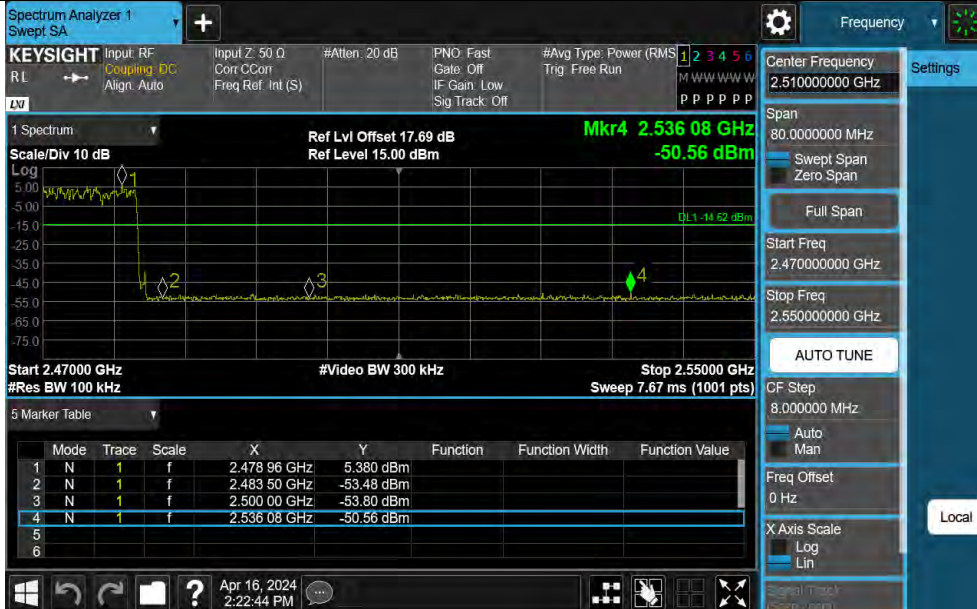 Spectrum Analyzer 1
Swept SA
Frequency
KEYSIGHT
RL
LXI
Input: RF
Coupling: DC
Align: Auto
Input Z: 50 Ω
Corr CCorr
Freq Ref: Int (S)
#Atten: 20 dB
PNO: Fast
Gate: Off
IF Gain: Low
Sig Track: Off
#Avg Type: Power (RMS
Trig: Free Run
1 2 3 4 5 6
M W W W W W
P P P P P P
1 Spectrum
Scale/Div 10 dB
Ref Lvl Offset 17.69 dB
Ref Level 15.00 dBm
Mkr4 2.536 08 GHz
-50.56 dBm
Log
5.00
-5.00
-15.0
-25.0
-35.0
-45.0
-55.0
-65.0
-75.0
1
2
3
4
DL1 -14.62 dBm
Start 2.47000 GHz
#Res BW 100 kHz
#Video BW 300 kHz
Stop 2.55000 GHz
Sweep 7.67 ms (1001 pts)
5 Marker Table
Mode Trace Scale X Y Function Function Width Function Value
1 N 1 f 2.478 96 GHz 5.380 dBm
2 N 1 f 2.483 50 GHz -53.48 dBm
3 N 1 f 2.500 00 GHz -53.80 dBm
4 N 1 f 2.536 08 GHz -50.56 dBm
5
6
?
Apr 16, 2024
2:22:44 PM
Center Frequency
2.510000000 GHz
Span
80.0000000 MHz
Swept Span
Zero Span
Full Span
Start Freq
2.470000000 GHz
Stop Freq
2.550000000 GHz
AUTO TUNE
CF Step
8.000000 MHz
Auto
Man
Freq Offset
0 Hz
X Axis Scale
Log
Lin
Signal Track
Settings
Local